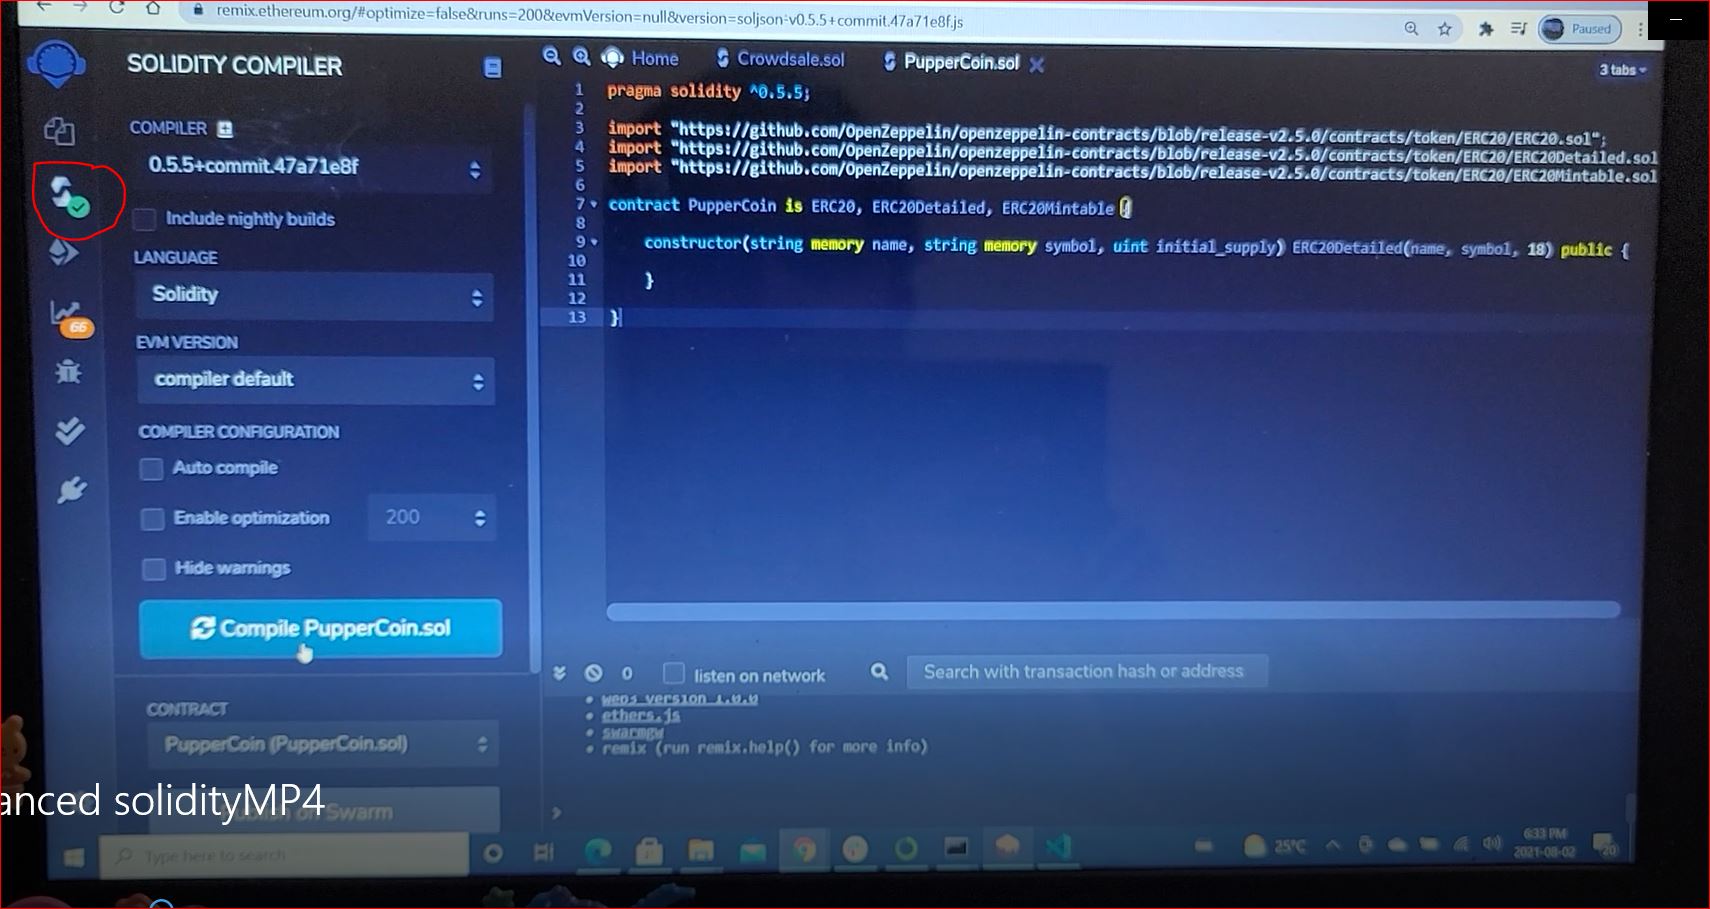 remix.ethereum.org/#optimize=false&runs=200&evmVersion=null&version=soljson-v0.5.5+commit.47a71e8f.js
Paused
SOLIDITY COMPILER
Home
Crowdsale.sol
PupperCoin.sol
3 tabs
COMPILER
0.5.5+commit.47a71e8f
Include nightly builds
LANGUAGE
Solidity
66
EVM VERSION
compiler default
COMPILER CONFIGURATION
Auto compile
Enable optimization
200
Hide warnings
Compile PupperCoin.sol
CONTRACT
PupperCoin (PupperCoin.sol)
on Swarm
1 pragma solidity ^0.5.5;
2
3 import "https://github.com/OpenZeppelin/openzeppelin-contracts/blob/release-v2.5.0/contracts/token/ERC20/ERC20.sol";
4 import "https://github.com/OpenZeppelin/openzeppelin-contracts/blob/release-v2.5.0/contracts/token/ERC20/ERC20Detailed.sol
5 import "https://github.com/OpenZeppelin/openzeppelin-contracts/blob/release-v2.5.0/contracts/token/ERC20/ERC20Mintable.sol
6
7 contract PupperCoin is ERC20, ERC20Detailed, ERC20Mintable {
8
9 constructor(string memory name, string memory symbol, uint initial_supply) ERC20Detailed(name, symbol, 18) public {
10
11 }
12
13 }
0
listen on network
Search with transaction hash or address
version 1.0.0
ethers.js
swarmgw
remix (run remix.help() for more info)
>
anced solidityMP4
Type here to search
25°C
6:33 PM
2021-08-02
20